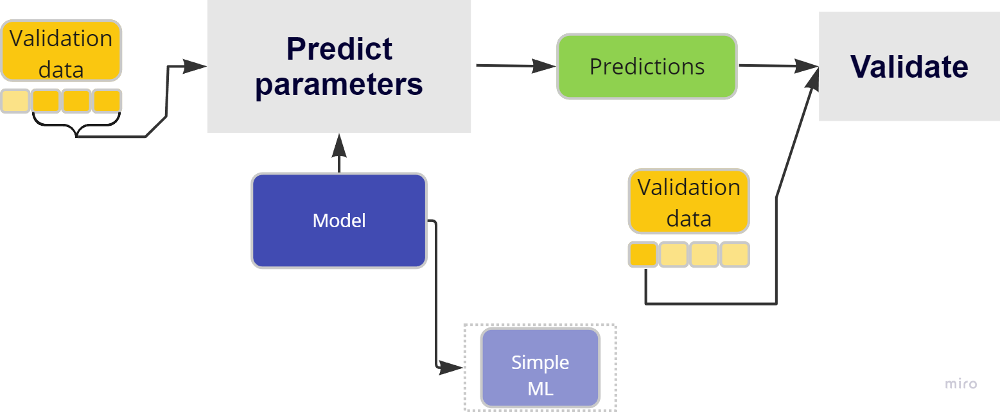 Validation
data
Predict
parameters
Predictions
Validate
Model
Validation
data
Simple
ML
miro